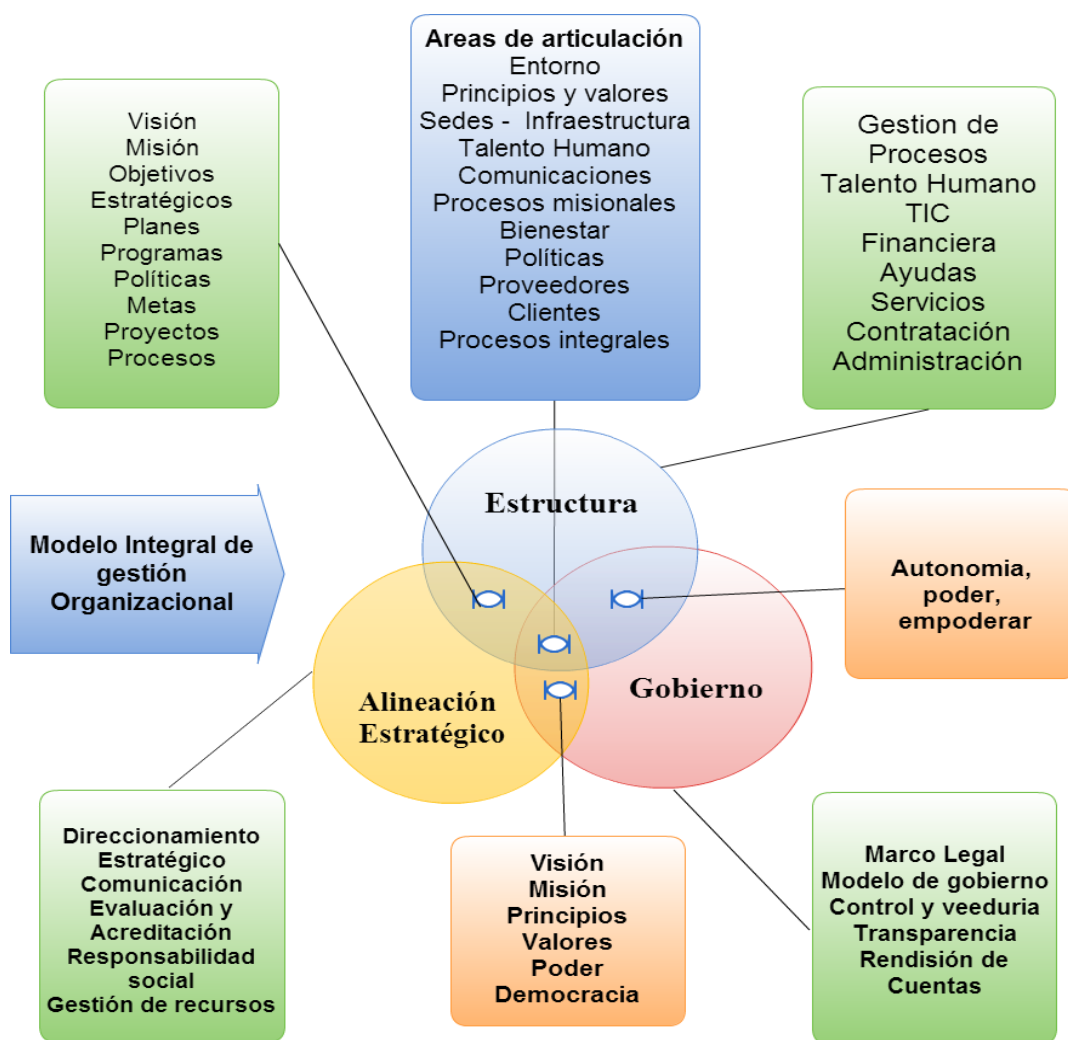 Areas de articulación
Entorno
Principios y valores
Sedes - Infraestructura
Talento Humano
Comunicaciones
Procesos misionales
Bienestar
Políticas
Proveedores
Clientes
Procesos integrales
Visión
Misión
Objetivos
Estratégicos
Planes
Programas
Políticas
Metas
Proyectos
Procesos
Gestion de
Procesos
Talento Humano
TIC
Financiera
Ayudas
Servicios
Contratación
Administración
Estructura
Modelo Integral de
gestión
Organizacional
Autonomia,
poder,
empoderar
Alineación
Estratégico
Gobierno
Direccionamiento
Estratégico
Comunicación
Evaluación y
Acreditación
Responsabilidad
social
Gestión de recursos
Visión
Misión
Principios
Valores
Poder
Democracia
Marco Legal
Modelo de gobierno
Control y veeduria
Transparencia
Rendisión de
Cuentas